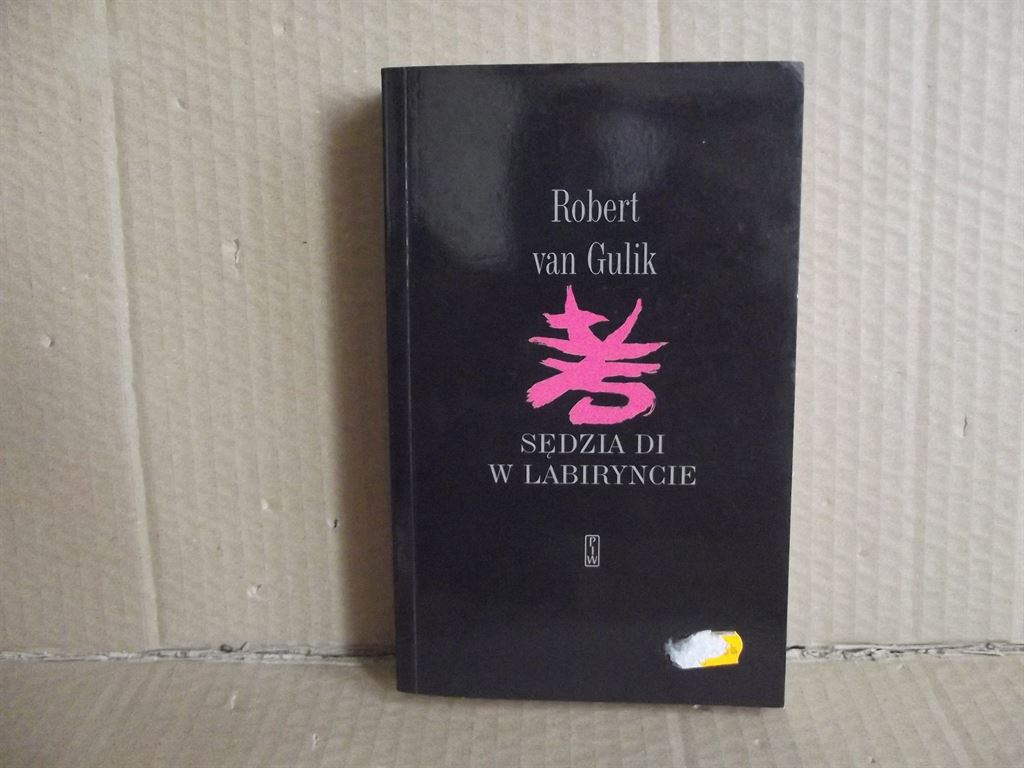 Robert
van Gulik
SĘDZIA DI
W LABIRYNCIE
PIW